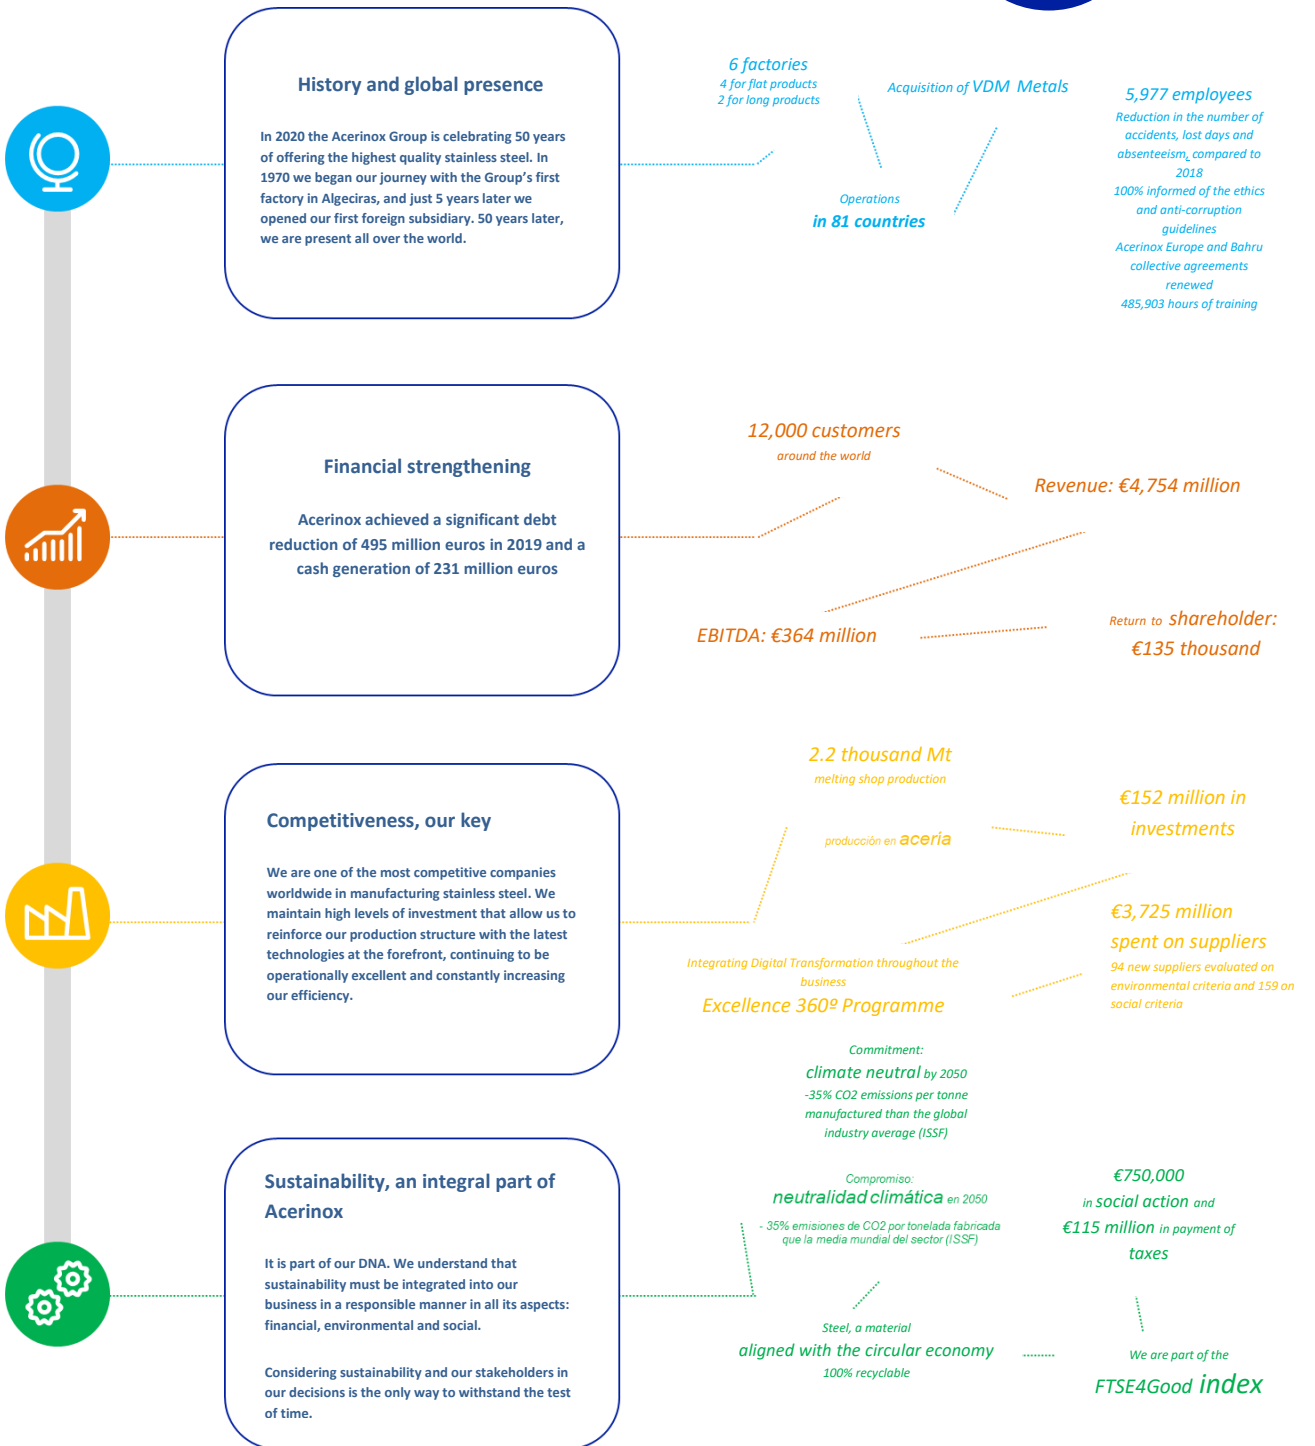 History and global presence
In 2020 the Acerinox Group is celebrating 50 years
of offering the highest quality stainless steel. In
1970 we began our journey with the Group's first
factory in Algeciras, and just 5 years later we
opened our first foreign subsidiary. 50 years later,
we are present all over the world.
6 factories
4 for flat products
2 for long products
Acquisition of VDM Metals
Operations
in 81 countries
5,977 employees
Reduction in the number of
accidents, lost days and
absenteeism, compared to
2018
100% informed of the ethics
and anti-corruption
guidelines
Acerinox Europe and Bahru
collective agreements
renewed
485,903 hours of training
Financial strengthening
Acerinox achieved a significant debt
reduction of 495 million euros in 2019 and a
cash generation of 231 million euros
12,000 customers
around the world
Revenue: €4,754 million
EBITDA: €364 million
Return to shareholder:
€135 thousand
Competitiveness, our key
We are one of the most competitive companies
worldwide in manufacturing stainless steel. We
maintain high levels of investment that allow us to
reinforce our production structure with the latest
technologies at the forefront, continuing to be
operationally excellent and constantly increasing
our efficiency.
2.2 thousand Mt
melting shop production
producción en acería
€152 million in
investments
Integrating Digital Transformation throughout the
business
Excellence 360º Programme
€3,725 million
spent on suppliers
94 new suppliers evaluated on
environmental criteria and 159 on
social criteria
Sustainability, an integral part of
Acerinox
It is part of our DNA. We understand that
sustainability must be integrated into our
business in a responsible manner in all its aspects:
financial, environmental and social.
Considering sustainability and our stakeholders in
our decisions is the only way to withstand the test
of time.
Commitment:
climate neutral by 2050
-35% CO2 emissions per tonne
manufactured than the global
industry average (ISSF)
Compromiso:
neutralidad climática en 2050
- 35% emisiones de CO2 por tonelada fabricada
que la media mundial del sector (ISSF)
€750,000
in social action and
€115 million in payment of
taxes
Steel, a material
aligned with the circular economy
100% recyclable
We are part of the
FTSE4Good index